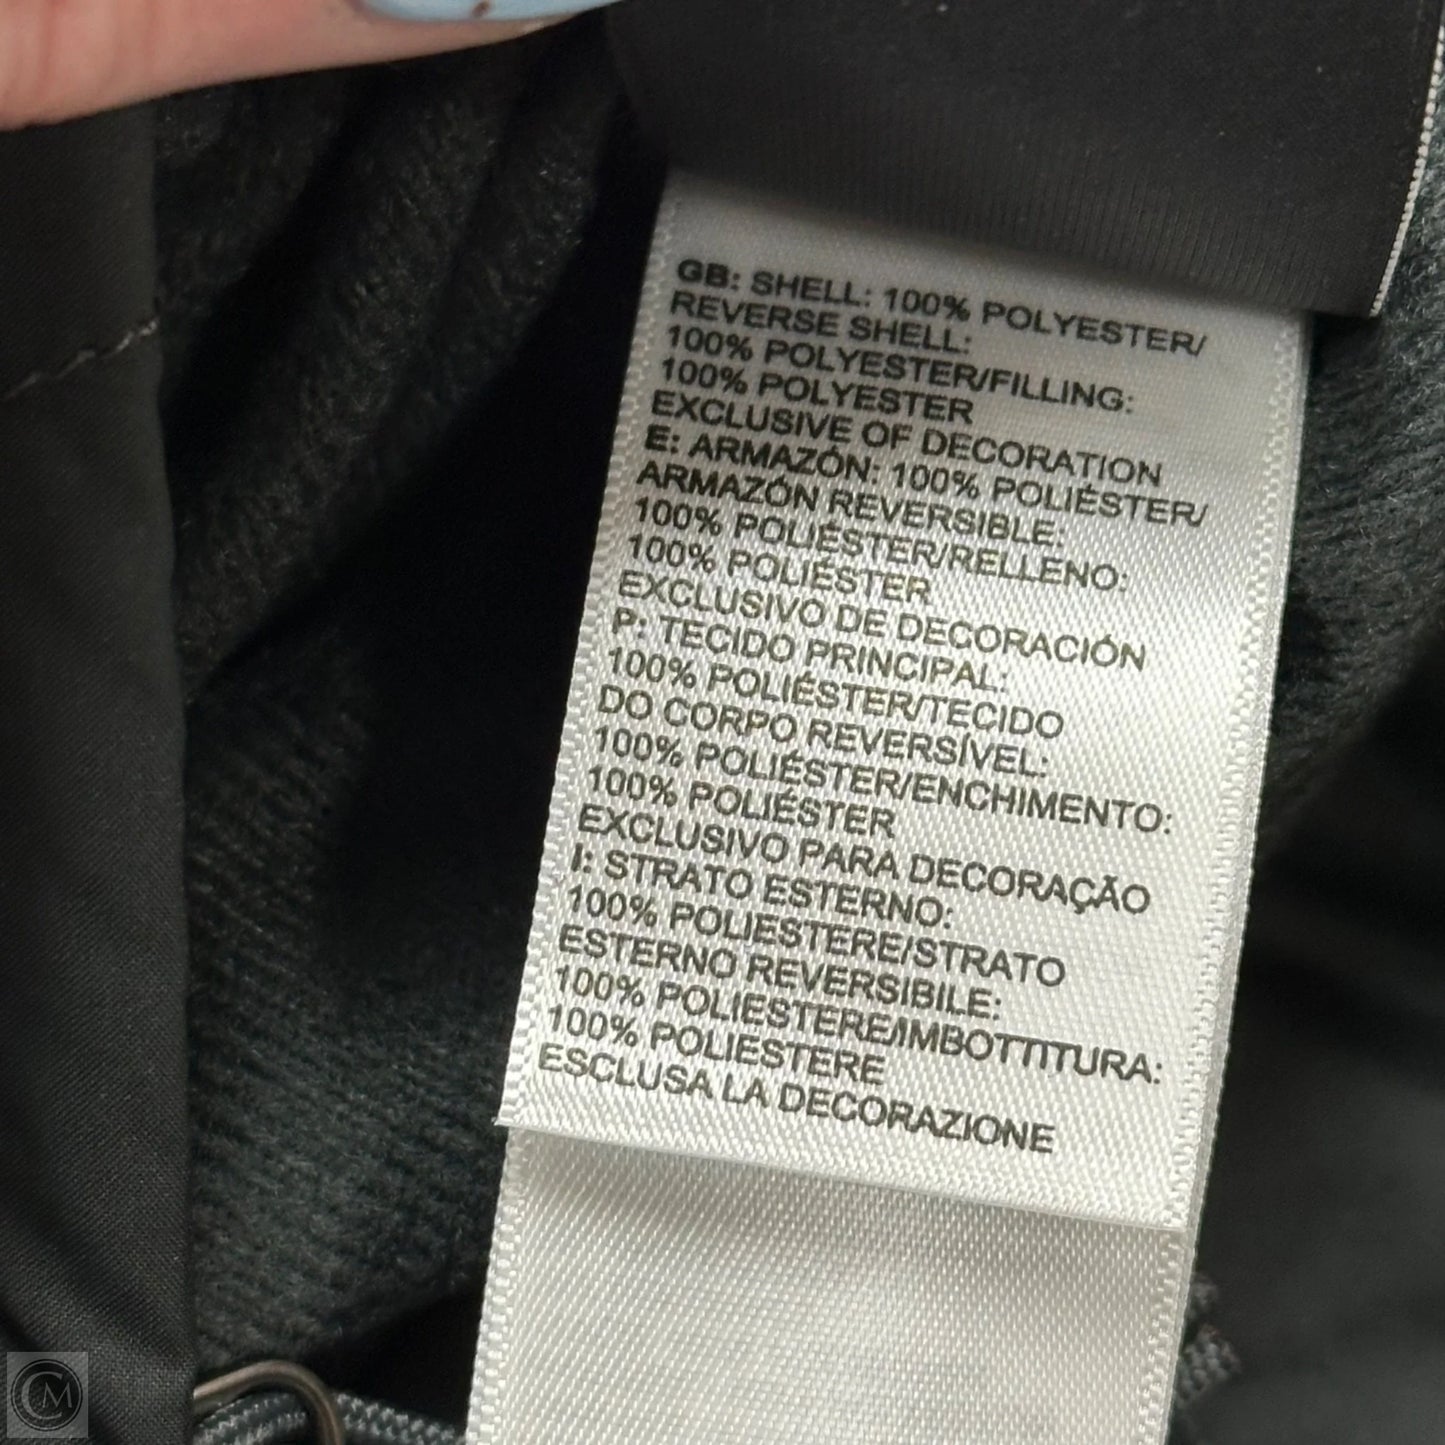 GB: SHELL: 100% POLYESTER/
REVERSE SHELL:
100% POLYESTER/FILLING:
100% POLYESTER
EXCLUSIVE OF DECORATION
E: ARMAZÓN: 100% POLIÉSTER/
ARMAZÓN REVERSIBLE:
100% POLIÉSTER/RELLENO:
100% POLIÉSTER
EXCLUSIVO DE DECORACIÓN
P: TECIDO PRINCIPAL:
100% POLIÉSTER/TECIDO
DO CORPO REVERSÍVEL:
100% POLIÉSTER/ENCHIMENTO:
100% POLIÉSTER
EXCLUSIVO PARA DECORAÇÃO
I: STRATO ESTERNO:
100% POLIESTERE/STRATO
ESTERNO REVERSIBILE:
100% POLIESTERE/IMBOTTITURA:
100% POLIESTERE
ESCLUSA LA DECORAZIONE
CM